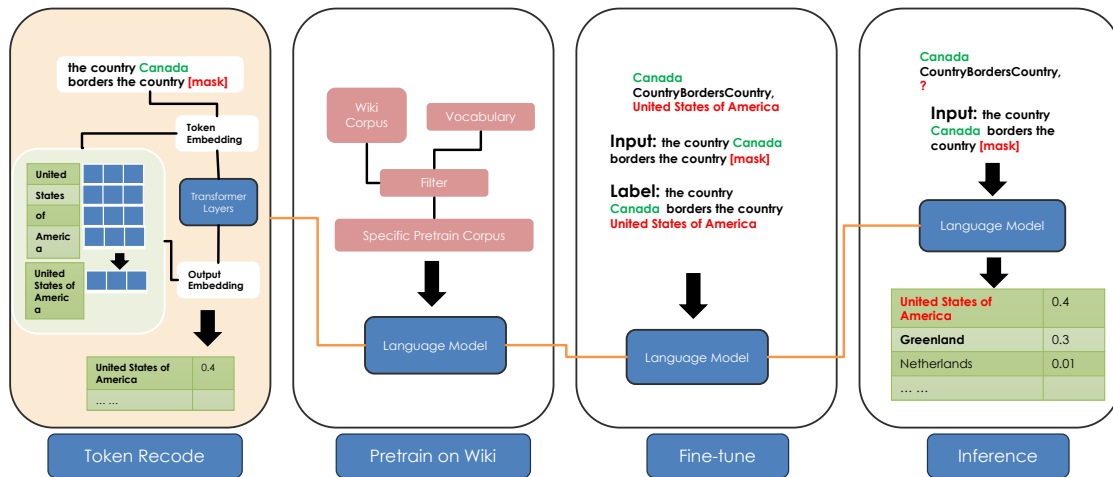 the country Canada
borders the country [mask]
Token
Embedding
United
States
of
Americ
a
Transformer
Layers
United
States of
Americ
a
Output
Embedding
United States of
America
0.4
... ...
Token Recode
Wiki
Corpus
Vocabulary
Filter
Specific Pretrain Corpus
Language Model
Pretrain on Wiki
Canada
CountryBordersCountry,
United States of America
Input: the country Canada
borders the country [mask]
Label: the country
Canada borders the country
United States of America
Language Model
Fine-tune
Canada
CountryBordersCountry,
?
Input: the country
Canada borders the
country [mask]
Language Model
United States of
America
0.4
Greenland
0.3
Netherlands
0.01
... ...
Inference